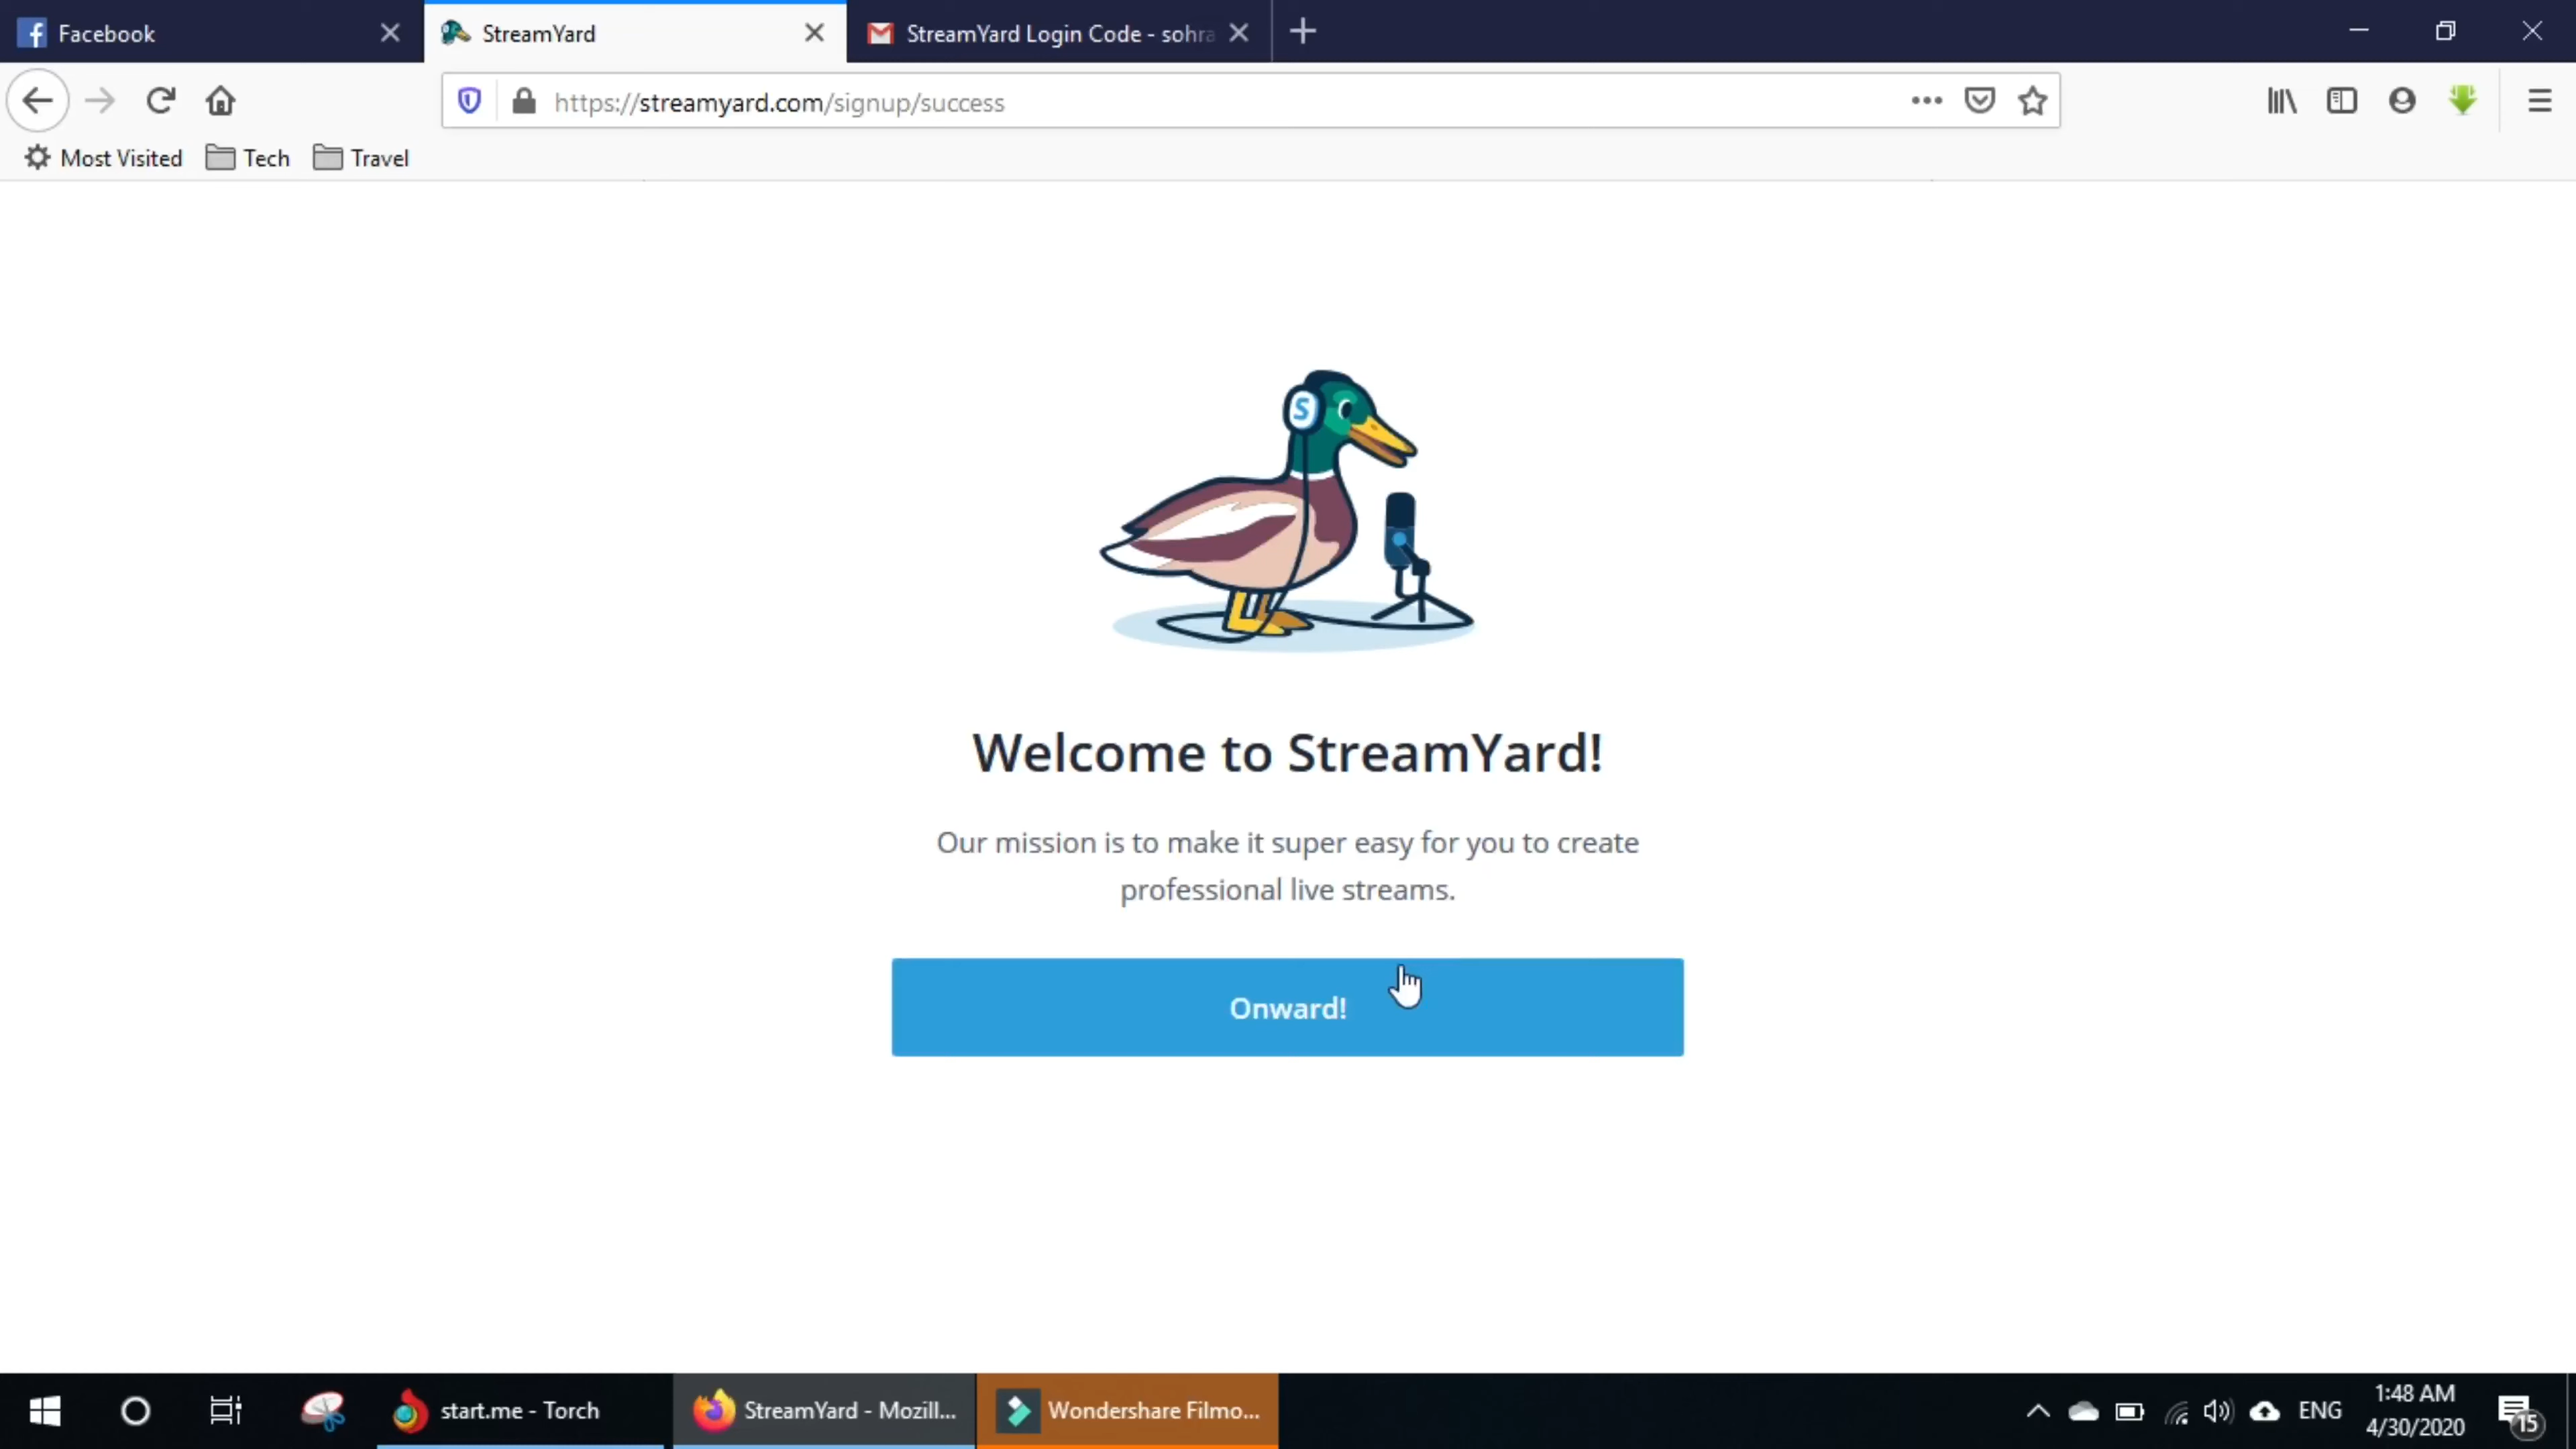 Facebook
StreamYard
StreamYard Login Code - sohra
https://streamyard.com/signup/success
Most Visited
Tech
Travel
S
Welcome to StreamYard!
Our mission is to make it super easy for you to create
professional live streams.
Onward!
start.me - Torch
StreamYard - Mozill...
Wondershare Filmo...
ENG
1:48 AM
4/30/2020
15